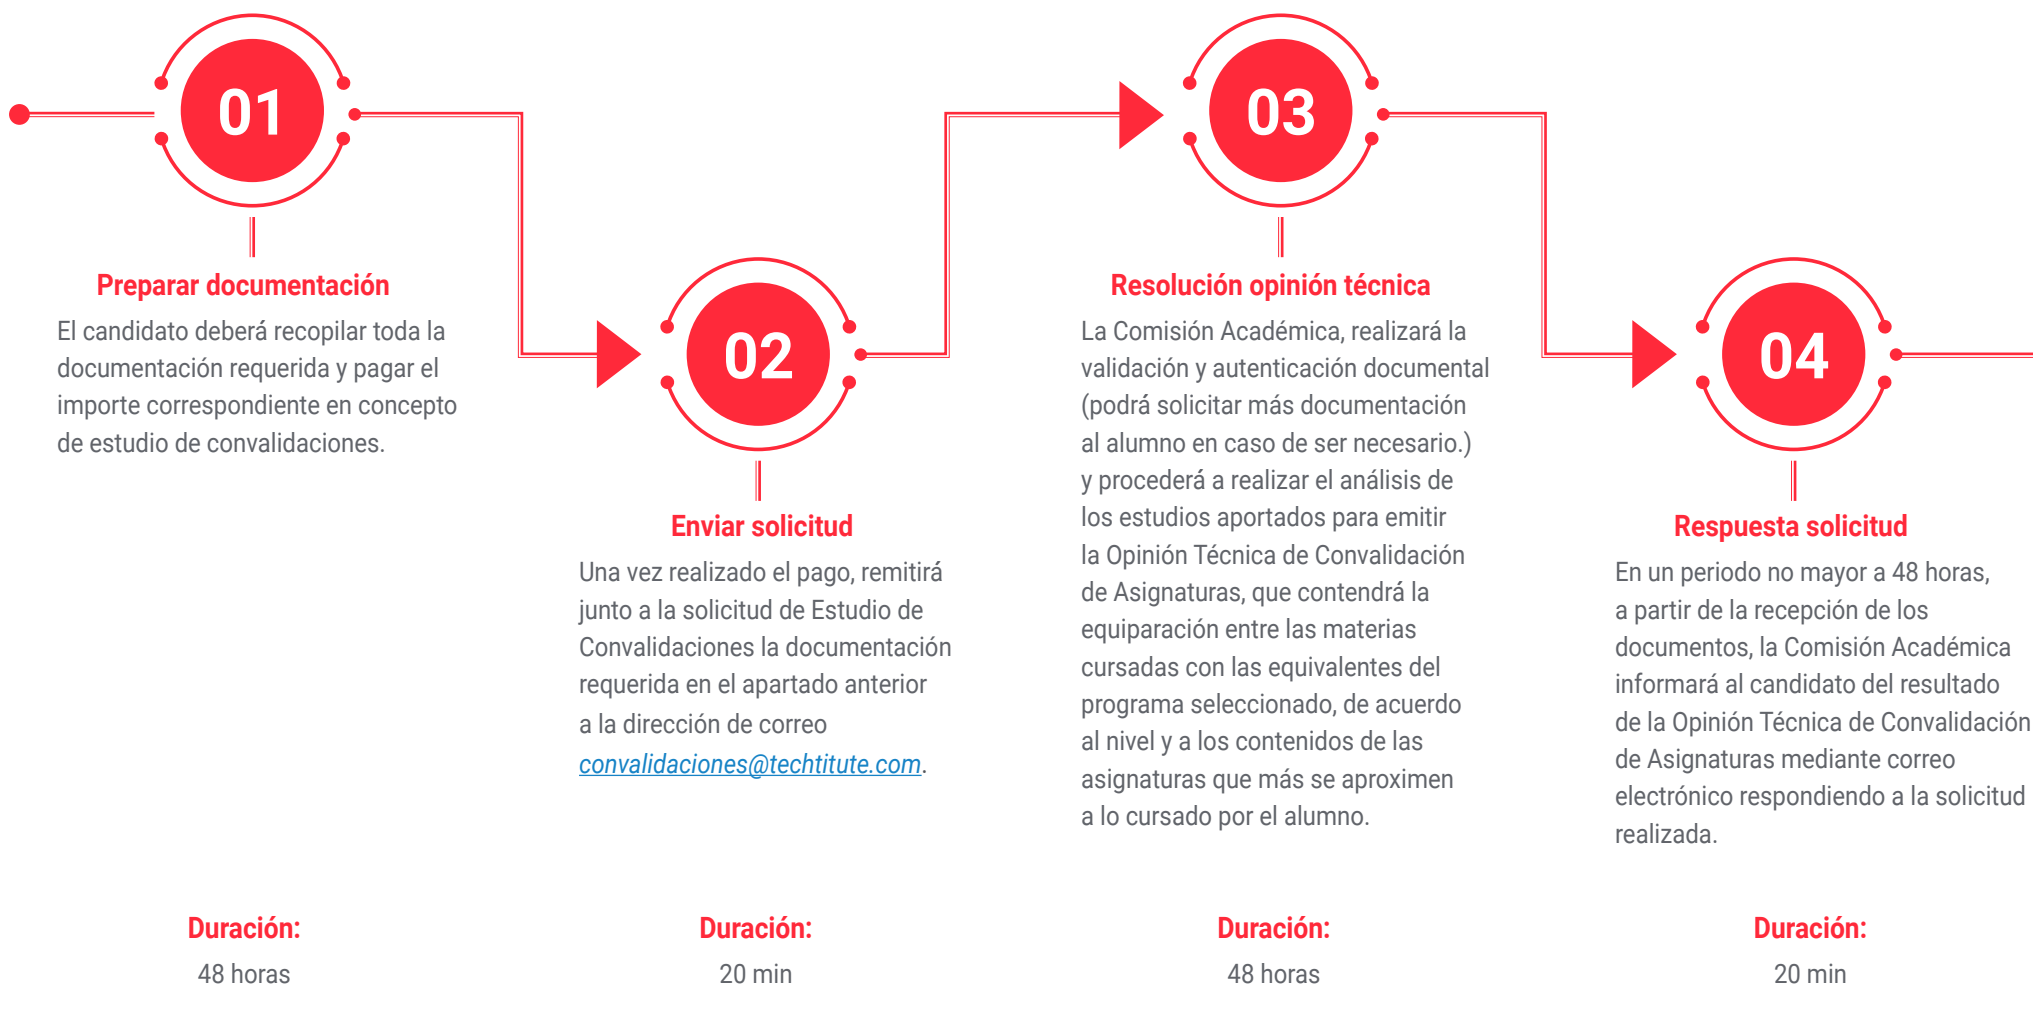 01
Preparar documentación
El candidato deberá recopilar toda la
documentación requerida y pagar el
importe correspondiente en concepto
de estudio de convalidaciones.
Duración:
48 horas
02
Enviar solicitud
Una vez realizado el pago, remitirá
junto a la solicitud de Estudio de
Convalidaciones la documentación
requerida en el apartado anterior
a la dirección de correo
convalidaciones@techtitute.com.
Duración:
20 min
03
Resolución opinión técnica
La Comisión Académica, realizará la
validación y autenticación documental
(podrá solicitar más documentación
al alumno en caso de ser necesario.)
y procederá a realizar el análisis de
los estudios aportados para emitir
la Opinión Técnica de Convalidación
de Asignaturas, que contendrá la
equiparación entre las materias
cursadas con las equivalentes del
programa seleccionado, de acuerdo
al nivel y a los contenidos de las
asignaturas que más se aproximen
a lo cursado por el alumno.
Duración:
48 horas
04
Respuesta solicitud
En un periodo no mayor a 48 horas,
a partir de la recepción de los
documentos, la Comisión Académica
informará al candidato del resultado
de la Opinión Técnica de Convalidación
de Asignaturas mediante correo
electrónico respondiendo a la solicitud
realizada.
Duración:
20 min